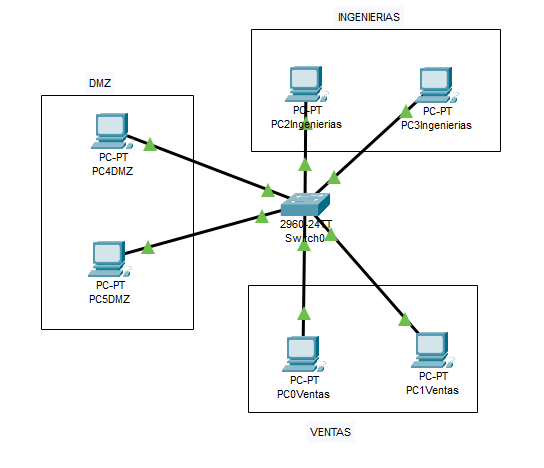 INGENIERIAS
PC-PT
PC2Ingenierias
PC-PT
PC3Ingenierias
DMZ
PC-PT
PC4DMZ
2960-24TT
Switch0
PC-PT
PC5DMZ
PC-PT
PC0Ventas
PC-PT
PC1Ventas
VENTAS